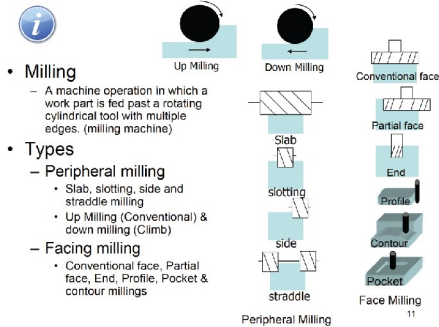 • Milling
– A machine operation in which a
work part is fed past a rotating
cylindrical tool with multiple
edges. (milling machine)
• Types
– Peripheral milling
• Slab, slotting, side and
straddle milling
• Up Milling (Conventional) &
down milling (Climb)
– Facing milling
• Conventional face, Partial
face, End, Profile, Pocket &
contour millings
Up Milling
Down Milling
Slab
slotting
side
straddle
Peripheral Milling
Conventional face
Partial face
End
Profile
Contour
Pocket
Face Milling
11